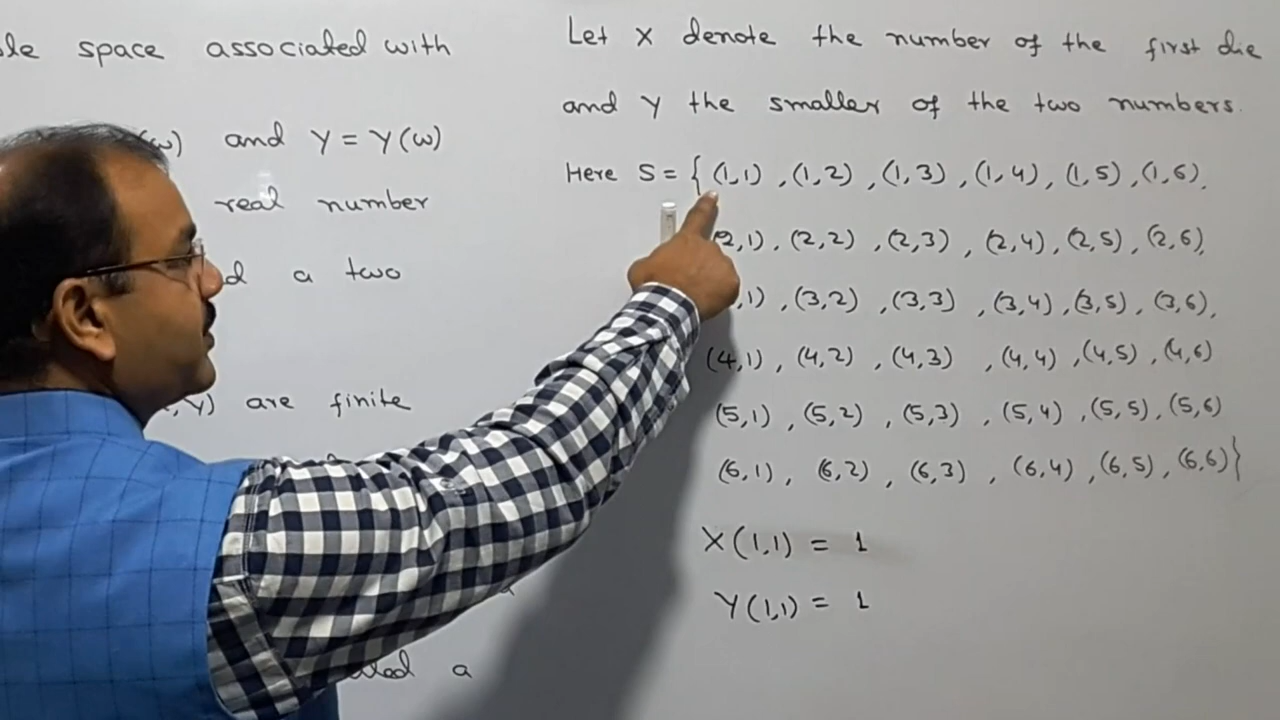 space associated with
and Y = Y(ω)
real number
a two
Y) are finite
a
Let X denote the number of the first die
and Y the smaller of the two numbers.
Here S = { (1,1) , (1,2) , (1,3) , (1,4) , (1,5) , (1,6) ,
2,1) , (2,2) , (2,3) , (2,4) , (2,5) , (2,6) ,
,1) , (3,2) , (3,3) , (3,4) , (3,5) , (3,6) ,
(4,1) , (4,2) , (4,3) , (4,4) , (4,5) , (4,6)
(5,1) , (5,2) , (5,3) , (5,4) , (5,5) , (5,6)
(6,1) , (6,2) , (6,3) , (6,4) , (6,5) , (6,6) }
X(1,1) = 1
Y(1,1) = 1